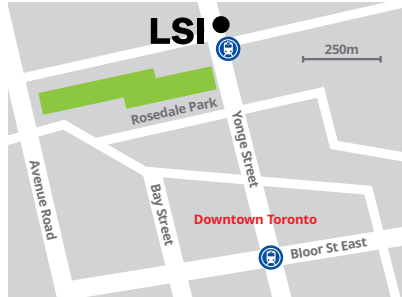 LSI
250m
Rosedale Park
Avenue Road
Bay Street
Yonge Street
Downtown Toronto
Bloor St East